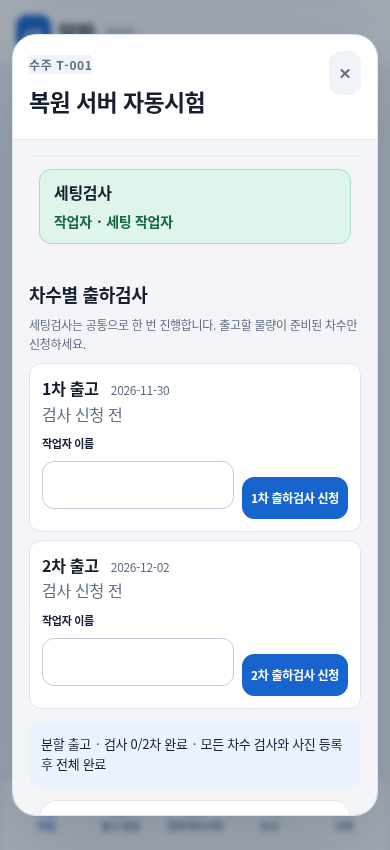 수주 T-001
복원 서버 자동시험
×
세팅검사
작업자 · 세팅 작업자
차수별 출하검사
세팅검사는 공통으로 한 번 진행합니다. 출고할 물량이 준비된 차수만
신청하세요.
1차 출고 2026-11-30
검사 신청 전
작업자 이름
1차 출하검사 신청
2차 출고 2026-12-02
검사 신청 전
작업자 이름
2차 출하검사 신청
분할 출고 · 검사 0/2차 완료 · 모든 차수 검사와 사진 등록
후 전체 완료